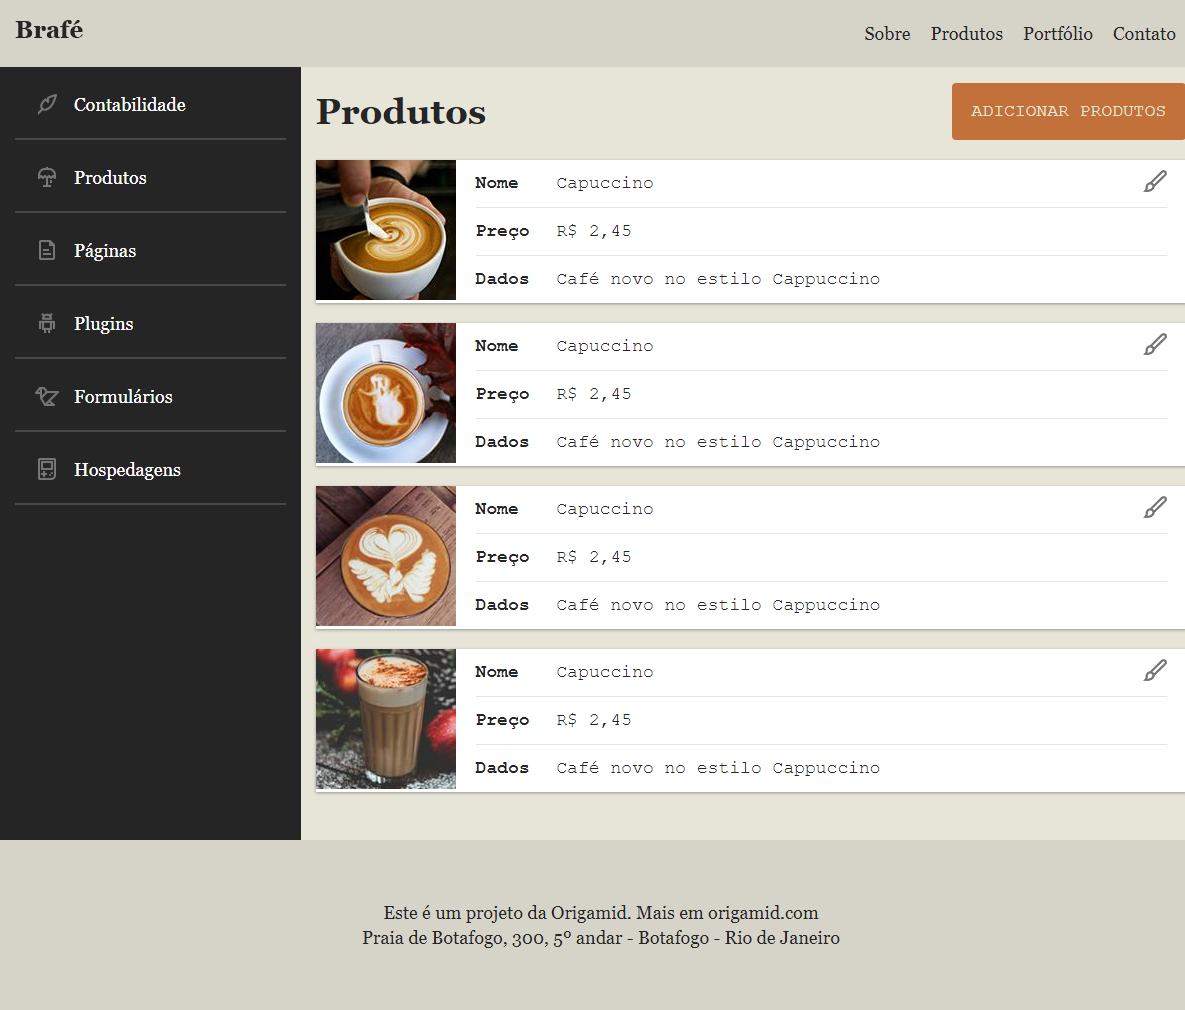 Brafé
Sobre Produtos Portfólio Contato
Contabilidade
Produtos
Páginas
Plugins
Formulários
Hospedagens
Produtos
ADICIONAR PRODUTOS
Nome Capuccino
Preço R$ 2,45
Dados Café novo no estilo Cappuccino
Nome Capuccino
Preço R$ 2,45
Dados Café novo no estilo Cappuccino
Nome Capuccino
Preço R$ 2,45
Dados Café novo no estilo Cappuccino
Nome Capuccino
Preço R$ 2,45
Dados Café novo no estilo Cappuccino
Este é um projeto da Origamid. Mais em origamid.com
Praia de Botafogo, 300, 5º andar - Botafogo - Rio de Janeiro